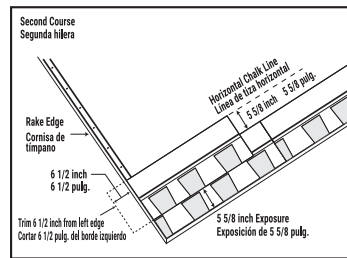 Second Course
Segunda hilera
Horizontal Chalk Line
Línea de tiza horizontal
5 5/8 inch 5 5/8 pulg.
Rake Edge
Cornisa de
tímpano
6 1/2 inch
6 1/2 pulg.
Trim 6 1/2 inch from left edge
Cortar 6 1/2 pulg. del borde izquierdo
5 5/8 inch Exposure
Exposición de 5 5/8 pulg.